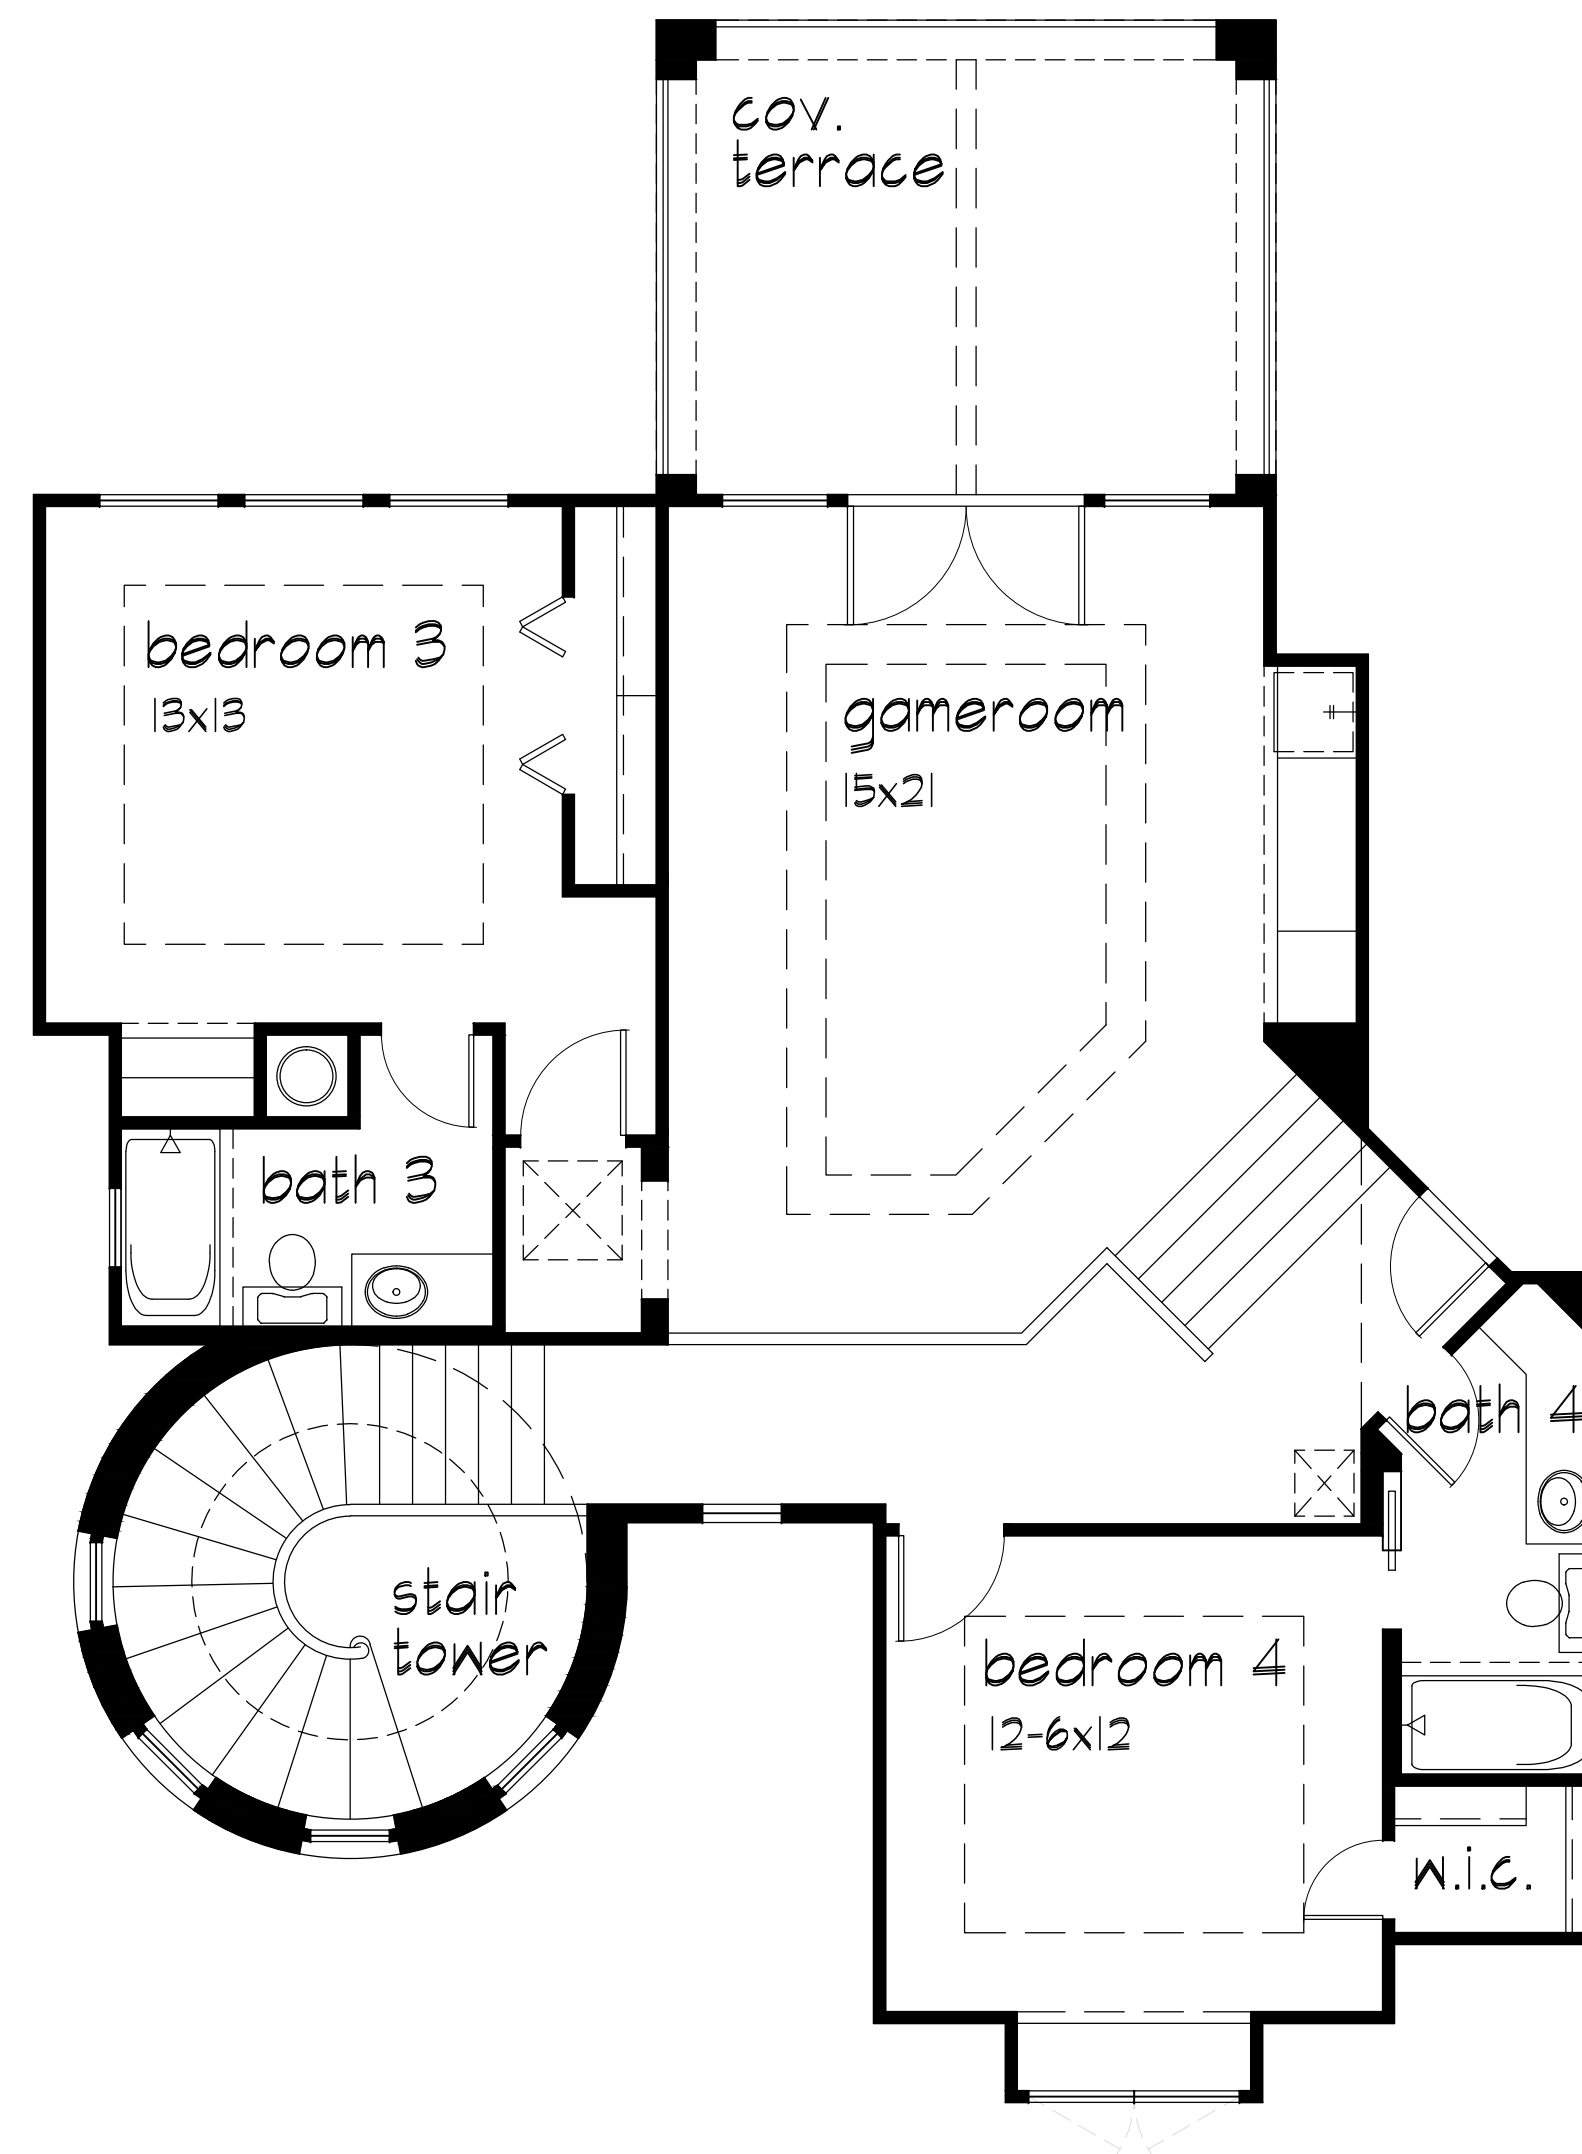 cov.
terrace
bedroom 3
13x13
gameroom
15x21
bath 3
bath 4
stair
tower
bedroom 4
12-6x12
w.i.c.